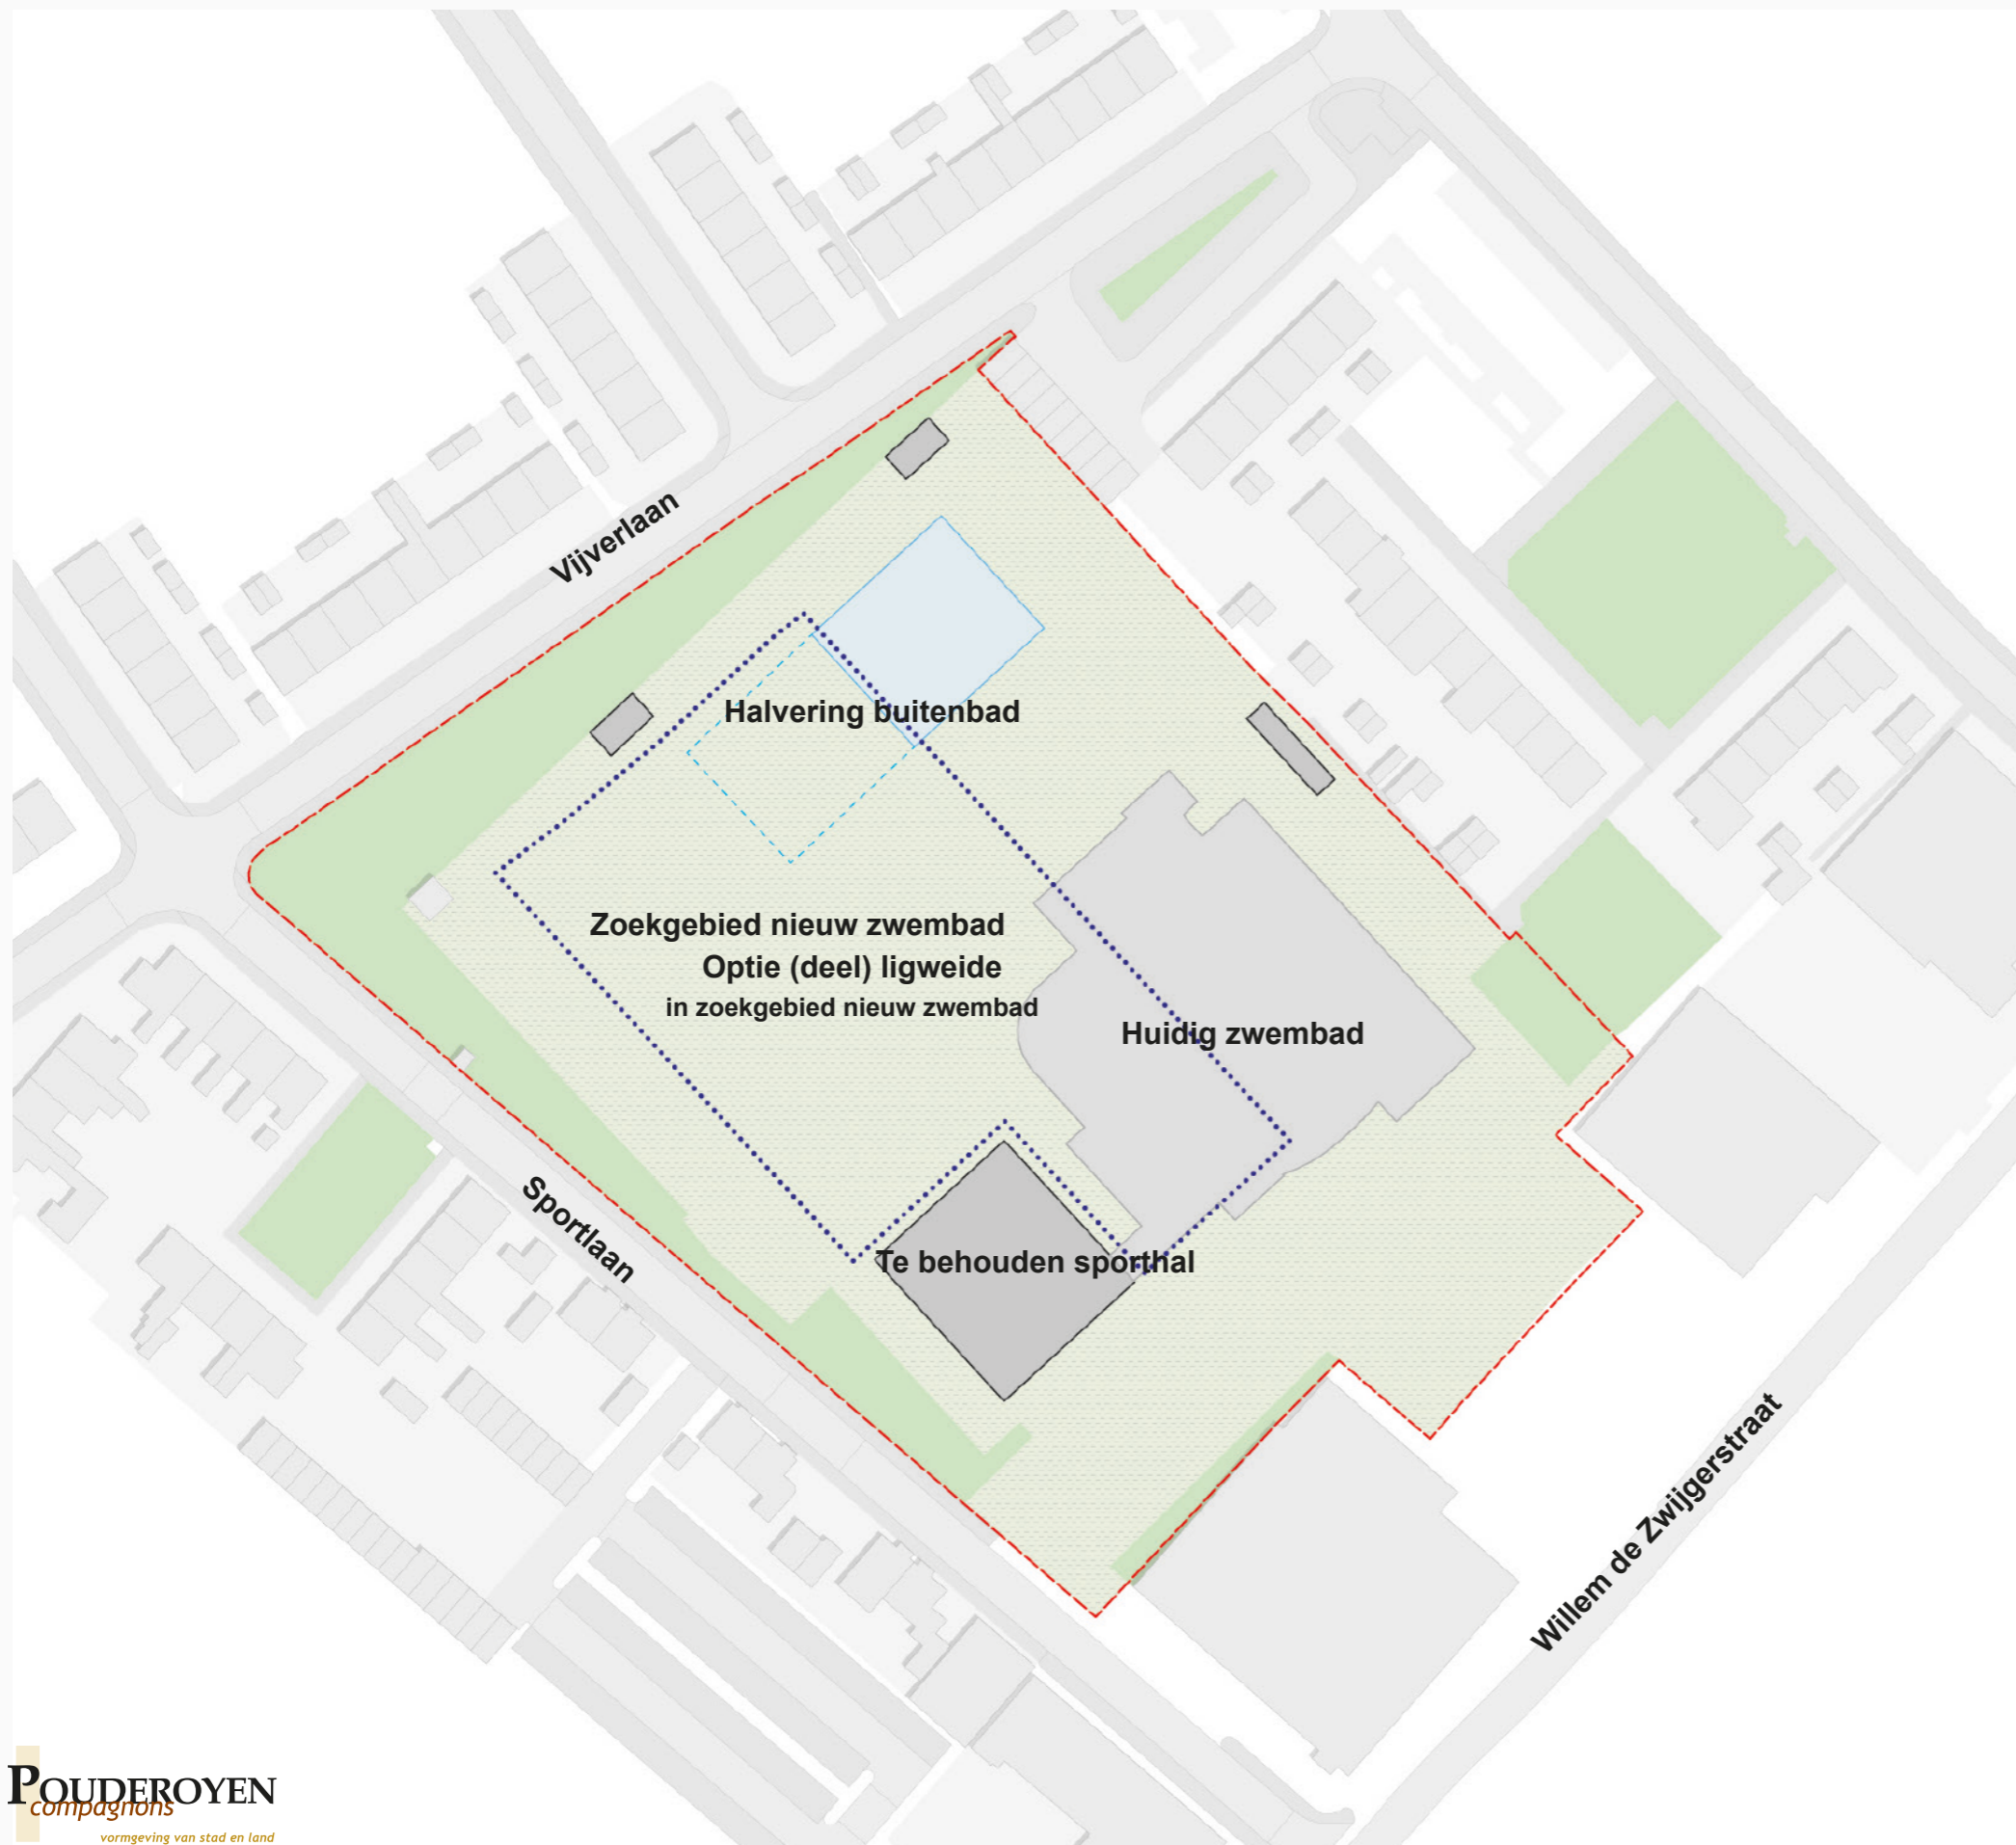 Vijverlaan
Halvering buitenbad
Zoekgebied nieuw zwembad
Optie (deel) ligweide
in zoekgebied nieuw zwembad
Huidig zwembad
Sportlaan
Te behouden sporthal
Willem de Zwijgerstraat
POUDEROYEN
compagnons
vormgeving van stad en land